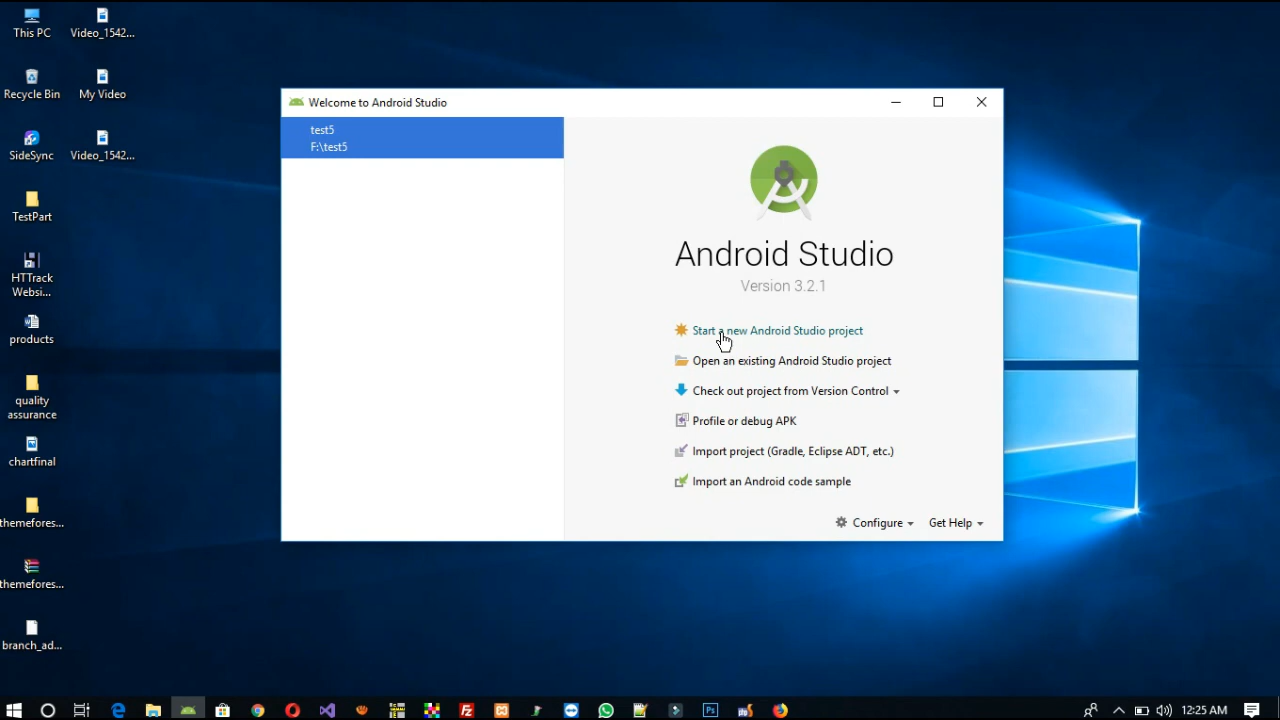 This PC
Video_1542...
Recycle Bin
My Video
SideSync
Video_1542...
TestPart
HTTrack
Websi...
products
quality
assurance
chartfinal
themefores...
themefores...
branch_ad...
Welcome to Android Studio
test5
F:\test5
Android Studio
Version 3.2.1
Start a new Android Studio project
Open an existing Android Studio project
Check out project from Version Control
Profile or debug APK
Import project (Gradle, Eclipse ADT, etc.)
Import an Android code sample
Configure
Get Help
12:25 AM